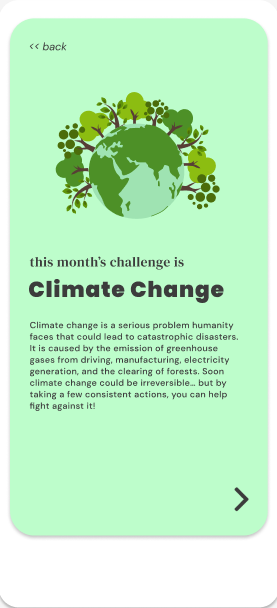 << back
this month's challenge is
Climate Change
Climate change is a serious problem humanity
faces that could lead to catastrophic disasters.
It is caused by the emission of greenhouse
gases from driving, manufacturing, electricity
generation, and the clearing of forests. Soon
climate change could be irreversible... but by
taking a few consistent actions, you can help
fight against it!